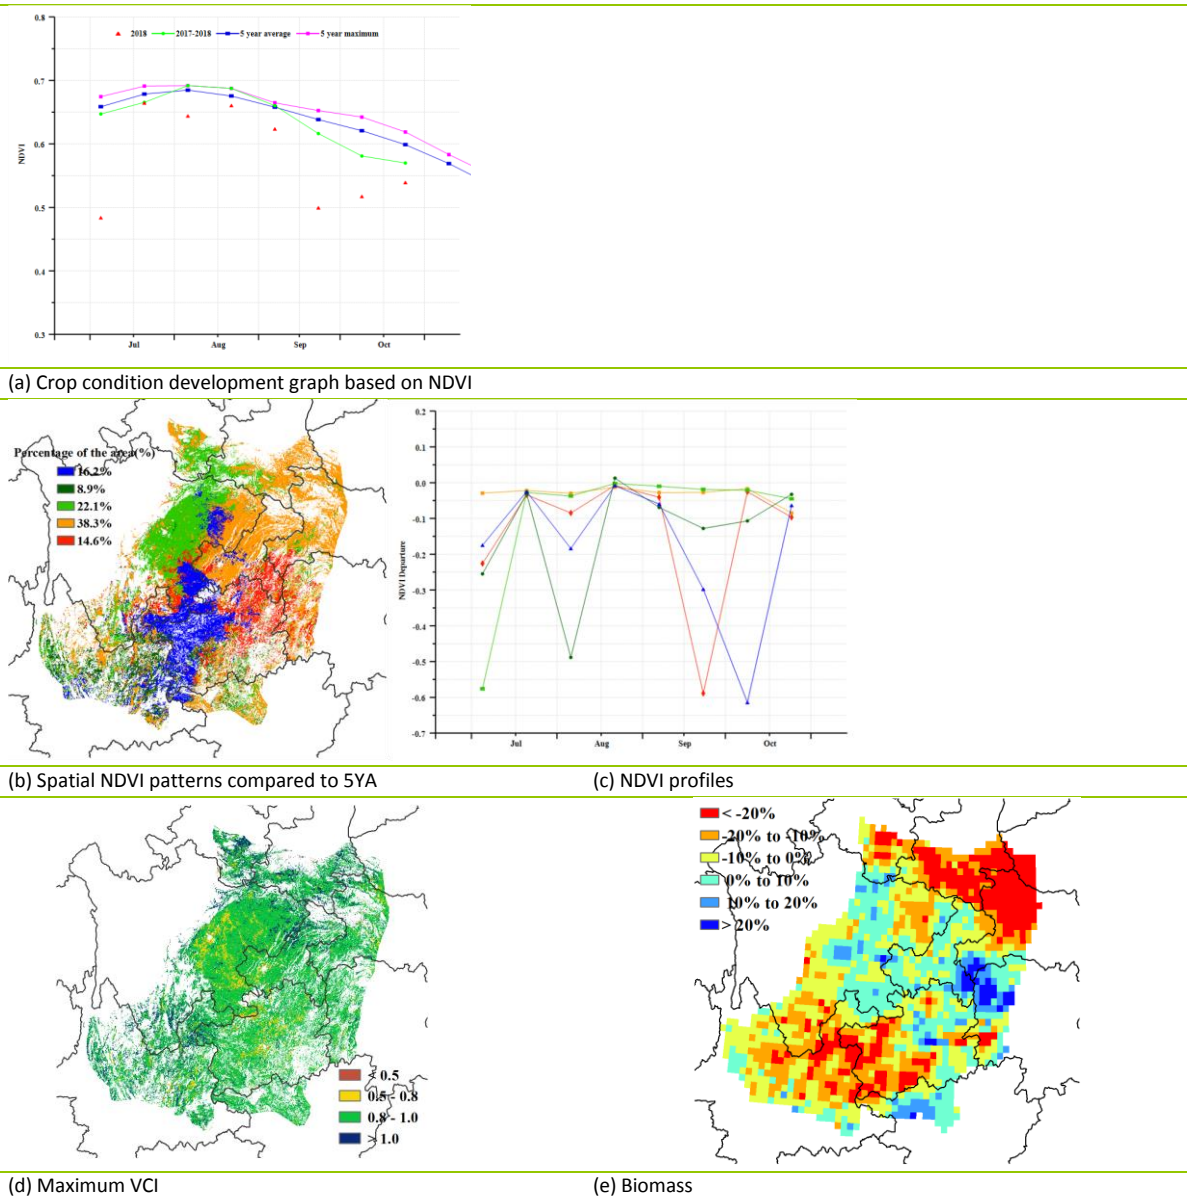 0.8
2018 2017-2018 5 year average 5 year maximum
0.7
0.6
NDVI
0.5
0.4
0.3
Jul Aug Sep Oct
(a) Crop condition development graph based on NDVI
Percentage of the area(%)
16.2%
8.9%
22.1%
38.3%
14.6%
0.2
0.1
0.0
-0.1
-0.2
-0.3
NDVI Departure
-0.4
-0.5
-0.6
-0.7
Jul Aug Sep Oct
(b) Spatial NDVI patterns compared to 5YA
(c) NDVI profiles
< 0.5
0.5 - 0.8
0.8 - 1.0
> 1.0
< -20%
-20% to -10%
-10% to 0%
0% to 10%
10% to 20%
> 20%
(d) Maximum VCI
(e) Biomass